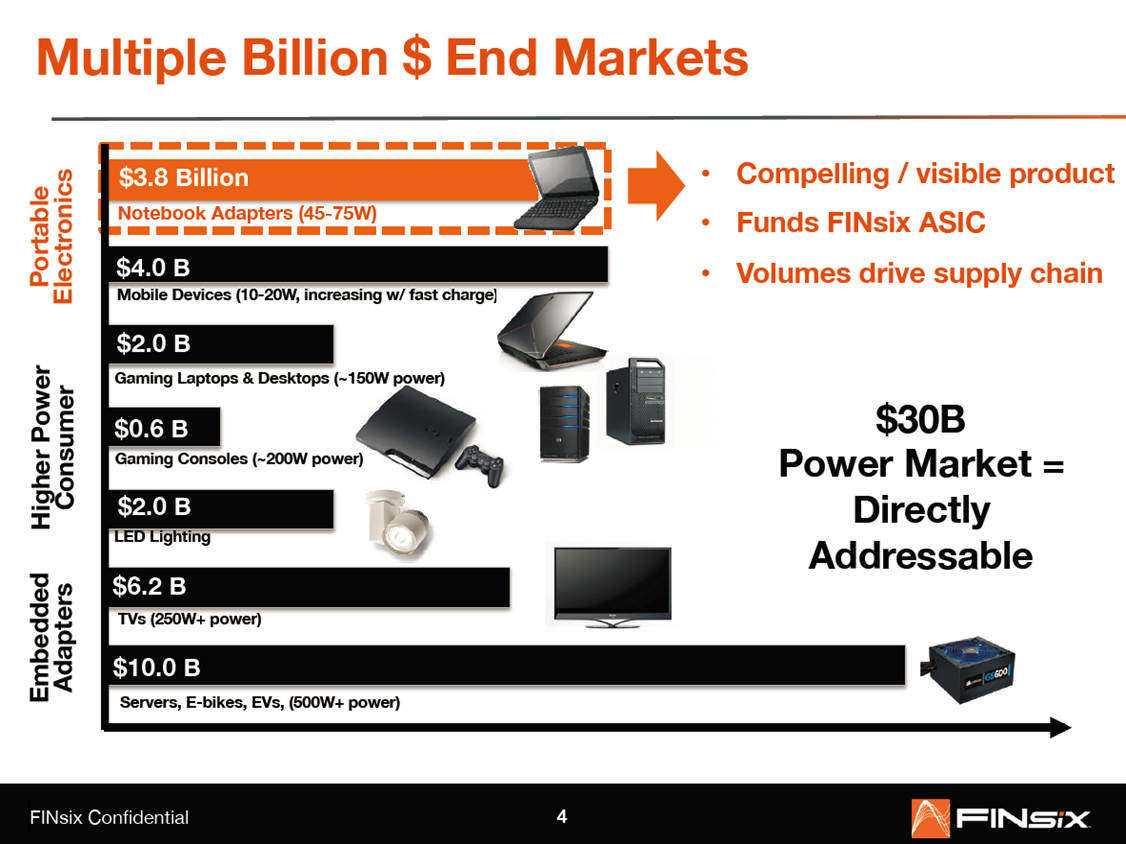 Multiple Billion $ End Markets
Portable
Electronics
$3.8 Billion
Notebook Adapters (45-75W)
$4.0 B
Mobile Devices (10-20W, increasing w/ fast charge)
• Compelling / visible product
• Funds FINsix ASIC
• Volumes drive supply chain
Higher Power
Consumer
$2.0 B
Gaming Laptops & Desktops (~150W power)
$0.6 B
Gaming Consoles (~200W power)
$2.0 B
LED Lighting
$30B
Power Market =
Directly
Addressable
Embedded
Adapters
$6.2 B
TVs (250W+ power)
$10.0 B
Servers, E-bikes, EVs, (500W+ power)
GS600
FINsix Confidential
4
FINSiX